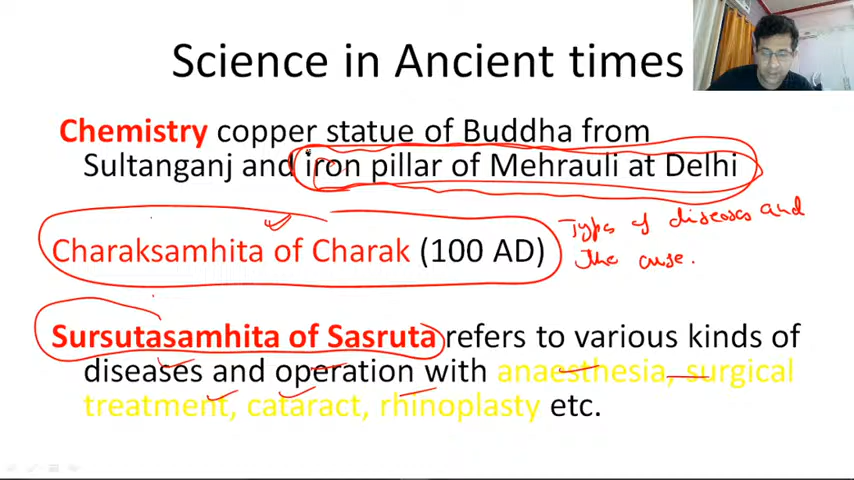 Science in Ancient times
Chemistry copper statue of Buddha from
Sultanganj and iron pillar of Mehrauli at Delhi
Charaksamhita of Charak (100 AD)
Types of diseases and
the cuse.
Sursutasamhita of Sasruta refers to various kinds of
diseases and operation with anaesthesia, surgical
treatment, cataract, rhinoplasty etc.